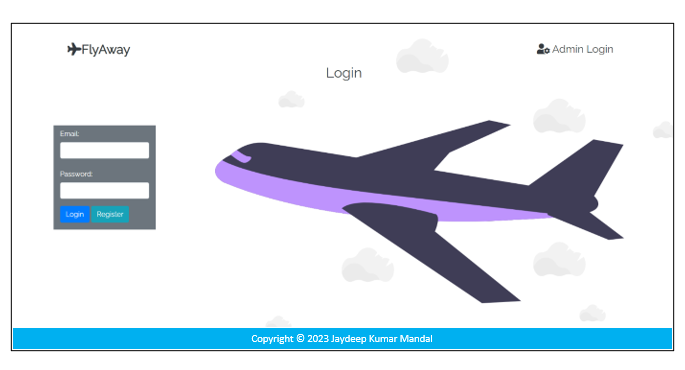 FlyAway
Admin Login
Login
Email:
Password:
Login
Register
Copyright © 2023 Jaydeep Kumar Mandal